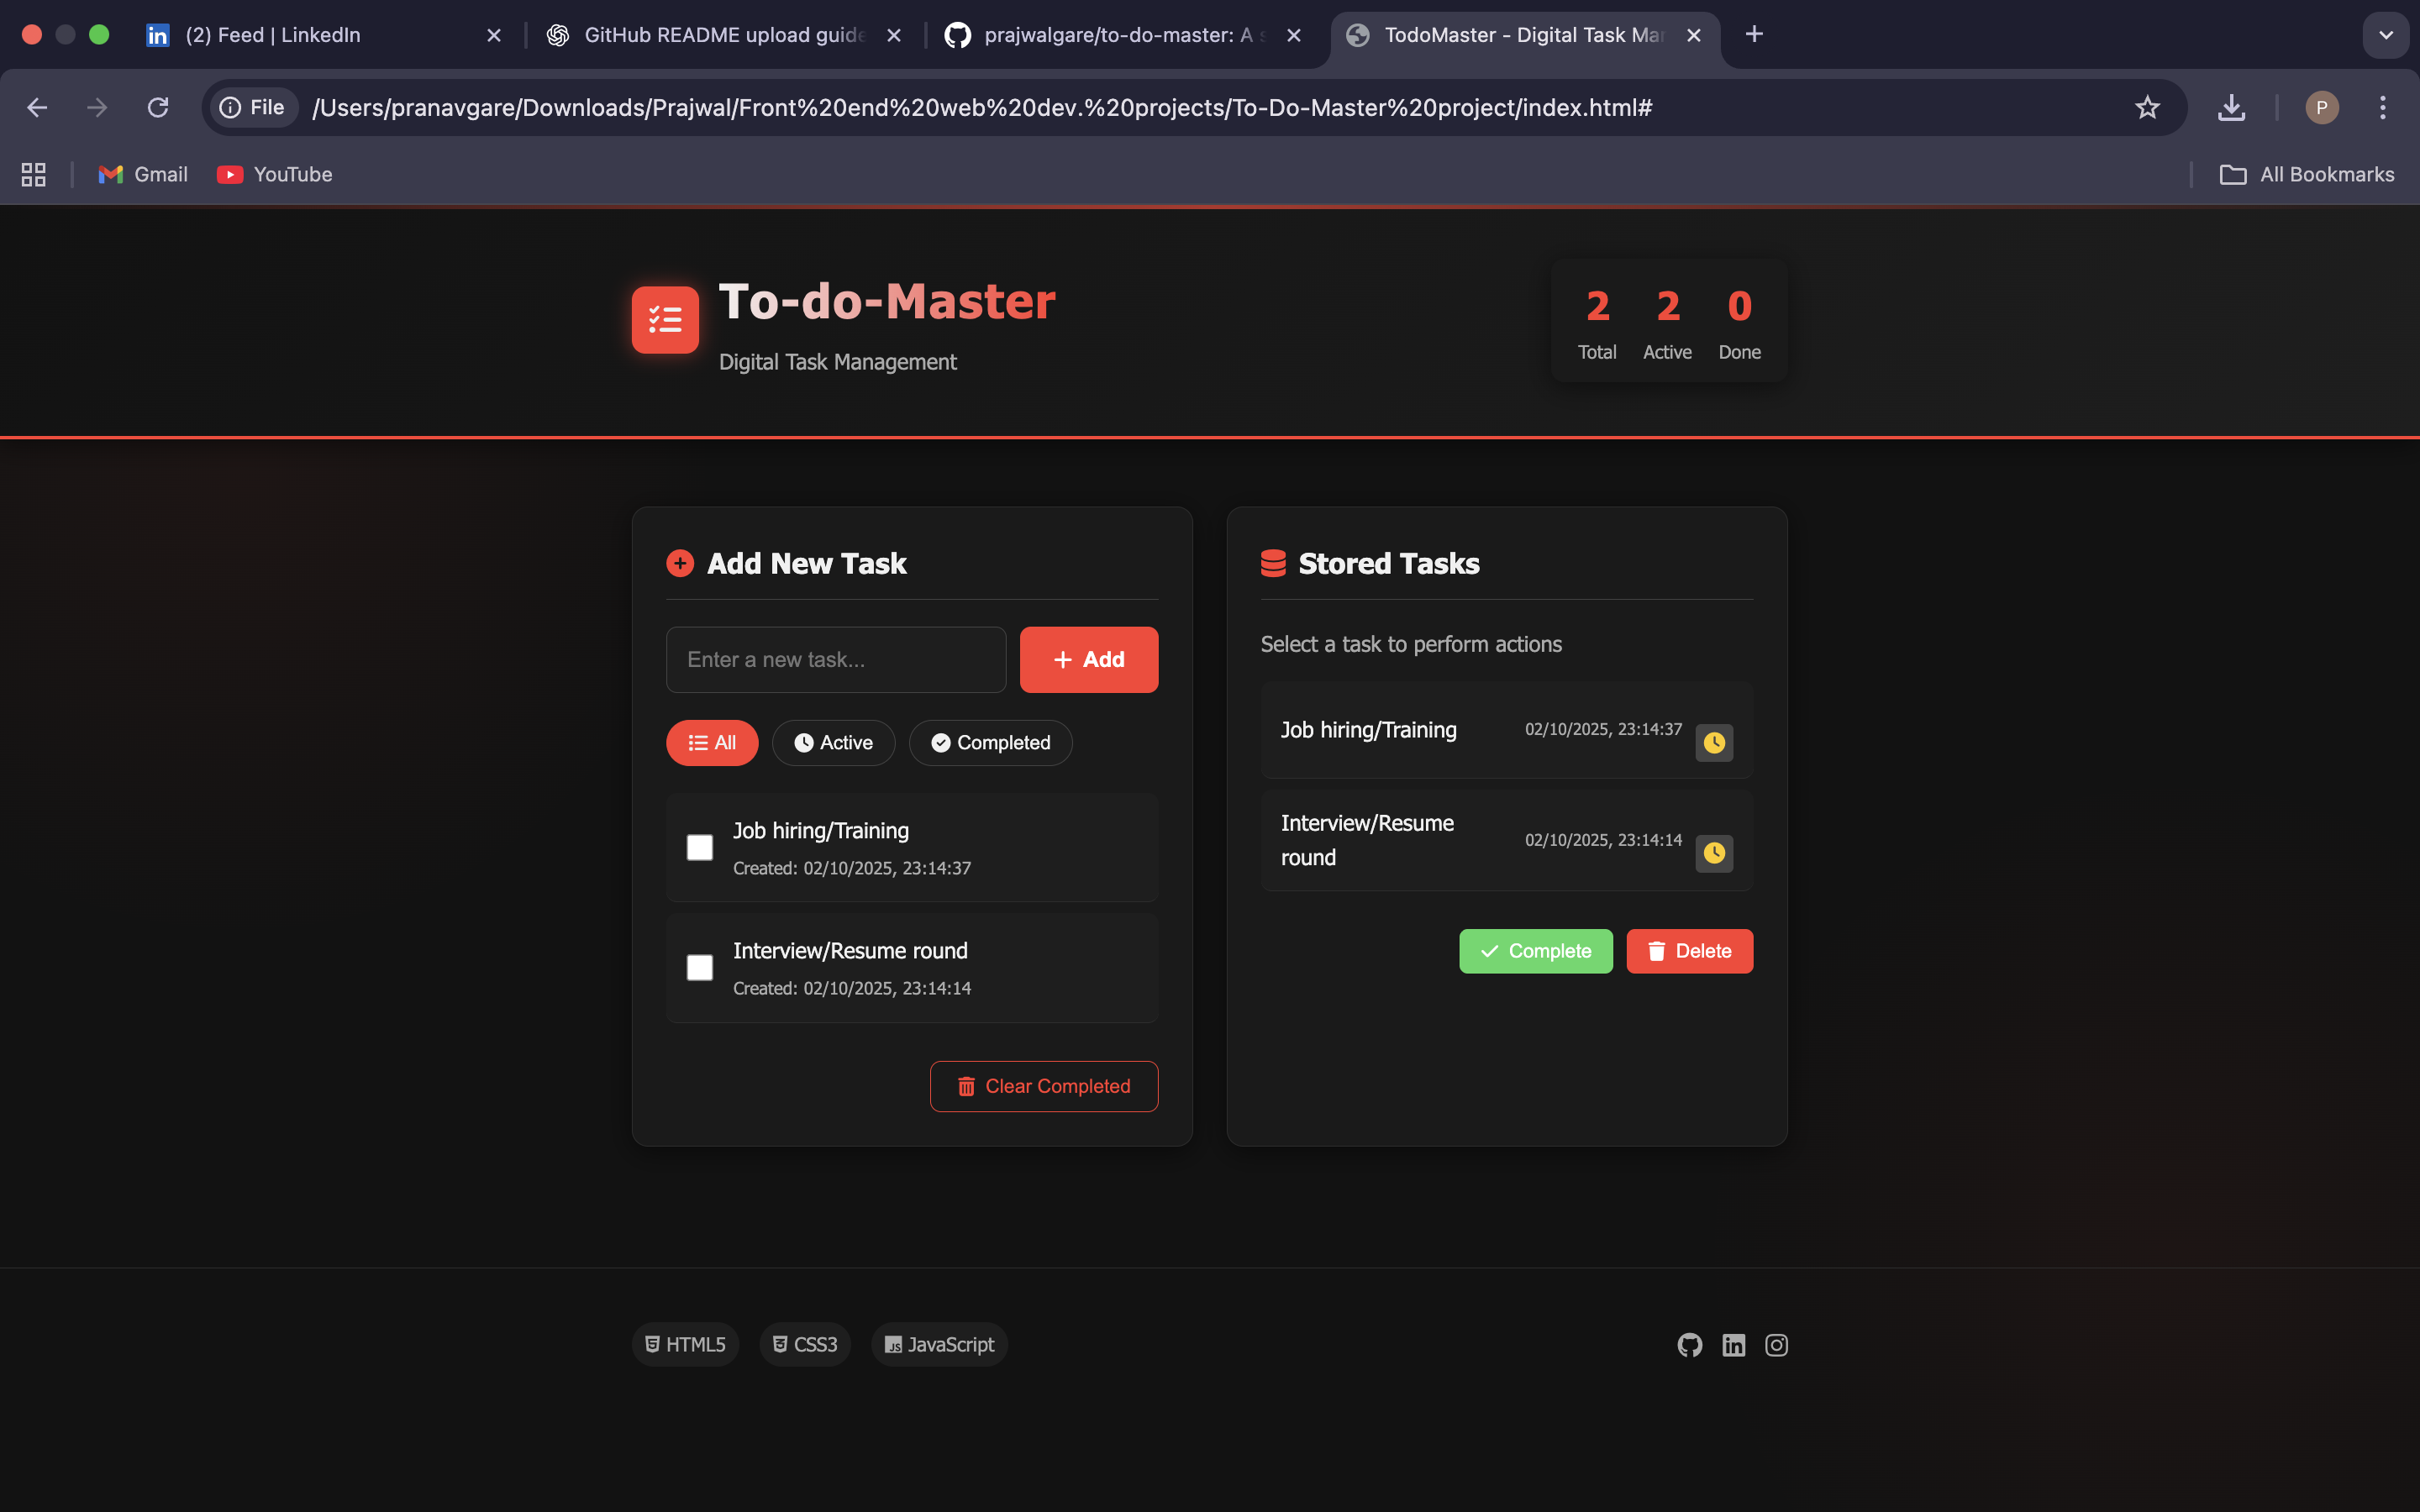 (2) Feed | LinkedIn
GitHub README upload guide
prajwalgare/to-do-master: A s
TodoMaster - Digital Task Mar
File
/Users/pranavgare/Downloads/Prajwal/Front%20end%20web%20dev.%20projects/To-Do-Master%20project/index.html#
P
Gmail
YouTube
All Bookmarks
To-do-Master
Digital Task Management
2 2 0
Total Active Done
Add New Task
Enter a new task...
+ Add
All
Active
Completed
Job hiring/Training
Created: 02/10/2025, 23:14:37
Interview/Resume round
Created: 02/10/2025, 23:14:14
Clear Completed
Stored Tasks
Select a task to perform actions
Job hiring/Training
02/10/2025, 23:14:37
Interview/Resume
round
02/10/2025, 23:14:14
Complete
Delete
HTML5
CSS3
JavaScript